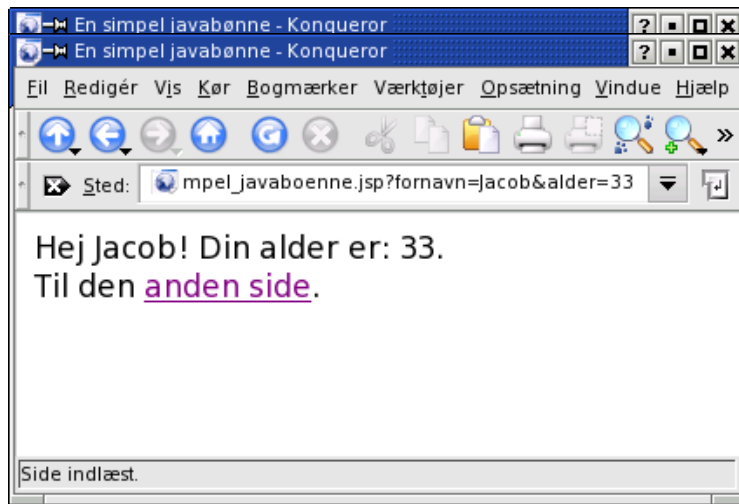 En simpel javabønne - Konqueror
En simpel javabønne - Konqueror
Fil Redigér Vis Kør Bogmærker Værktøjer Opsætning Vindue Hjælp
Sted: mpel_javaboenne.jsp?fornavn=Jacob&alder=33
Hej Jacob! Din alder er: 33.
Til den anden side.
Side indlæst.